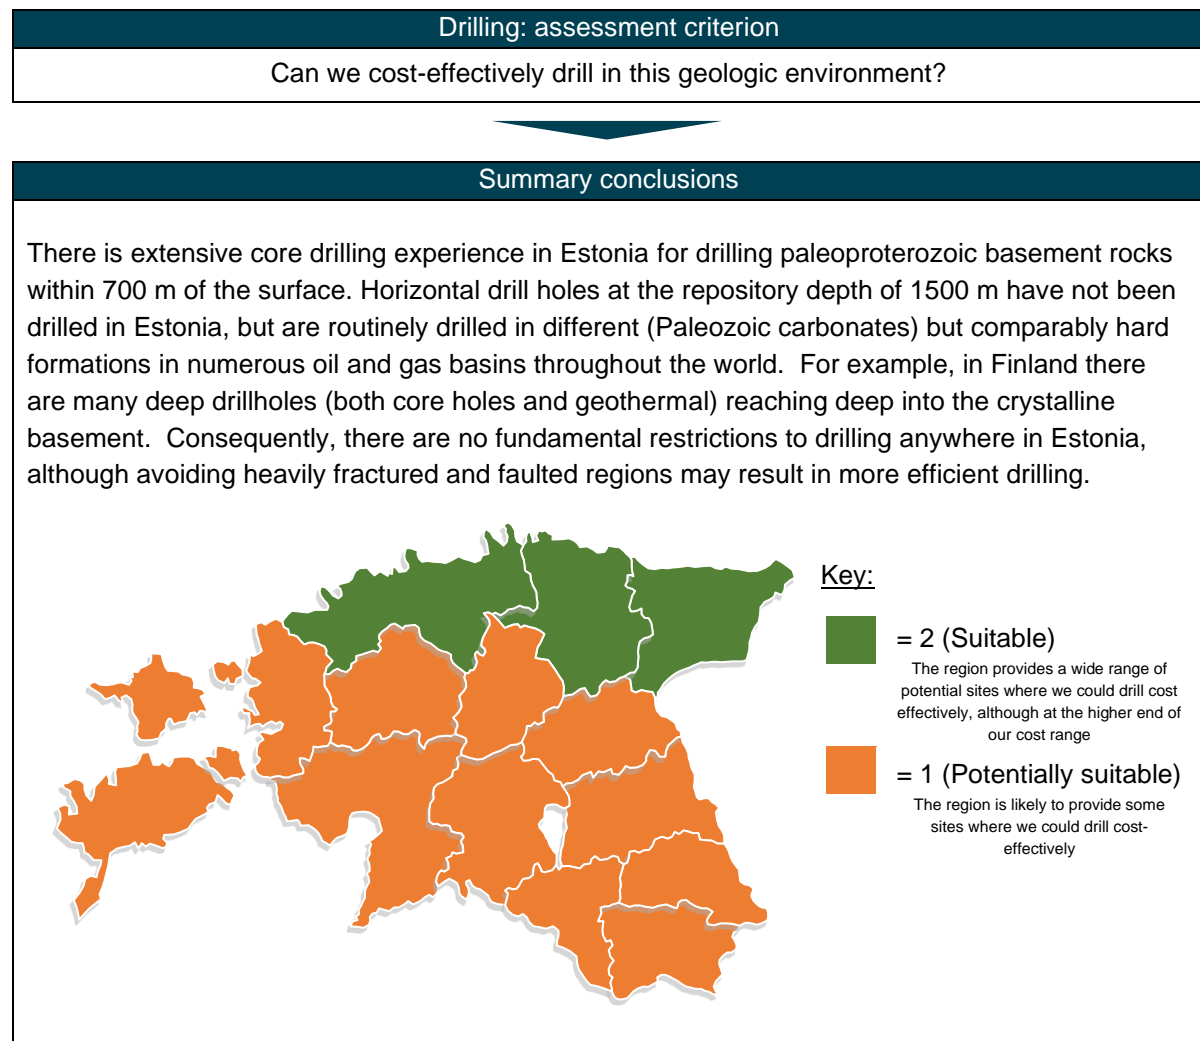 Drilling: assessment criterion
Can we cost-effectively drill in this geologic environment?
Summary conclusions
There is extensive core drilling experience in Estonia for drilling paleoproterozoic basement rocks
within 700 m of the surface. Horizontal drill holes at the repository depth of 1500 m have not been
drilled in Estonia, but are routinely drilled in different (Paleozoic carbonates) but comparably hard
formations in numerous oil and gas basins throughout the world.  For example, in Finland there
are many deep drillholes (both core holes and geothermal) reaching deep into the crystalline
basement.  Consequently, there are no fundamental restrictions to drilling anywhere in Estonia,
although avoiding heavily fractured and faulted regions may result in more efficient drilling.
Key:
= 2 (Suitable)
The region provides a wide range of
potential sites where we could drill cost
effectively, although at the higher end of
our cost range
= 1 (Potentially suitable)
The region is likely to provide some
sites where we could drill cost-
effectively